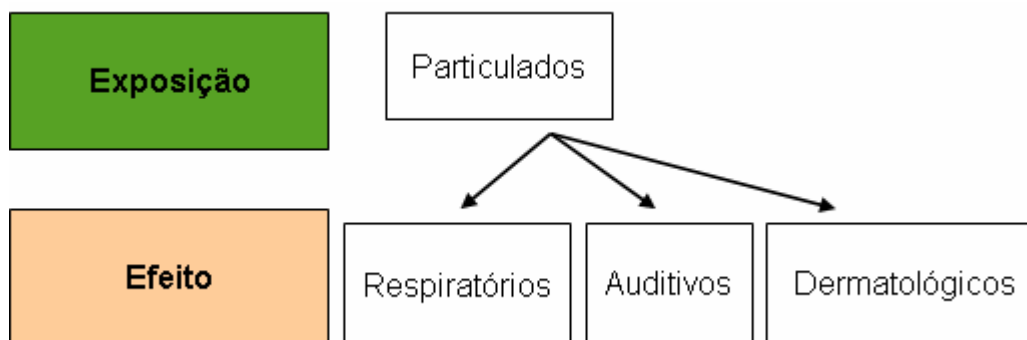 Exposição
Particulados
Efeito
Respiratórios
Auditivos
Dermatológicos